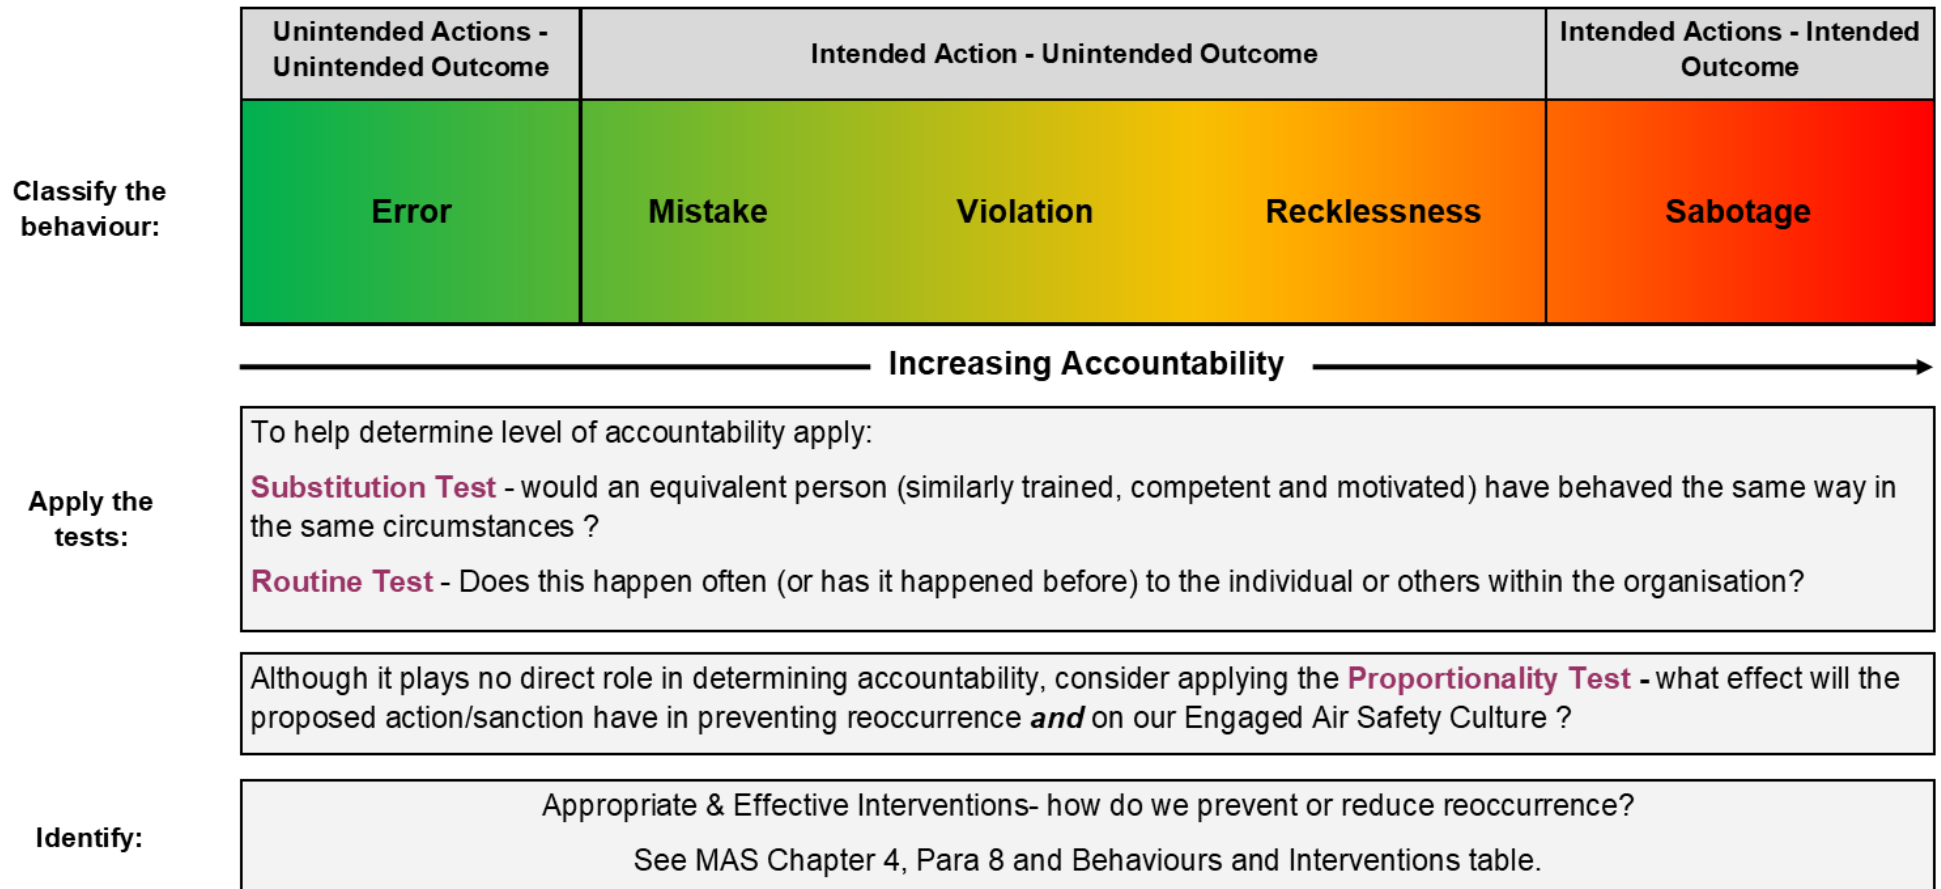 Unintended Actions -
Unintended Outcome
Intended Action - Unintended Outcome
Intended Actions - Intended
Outcome
Classify the
behaviour:
Error
Mistake
Violation
Recklessness
Sabotage
Increasing Accountability
Apply the
tests:
To help determine level of accountability apply:
Substitution Test - would an equivalent person (similarly trained, competent and motivated) have behaved the same way in
the same circumstances ?
Routine Test - Does this happen often (or has it happened before) to the individual or others within the organisation?
Although it plays no direct role in determining accountability, consider applying the Proportionality Test - what effect will the
proposed action/sanction have in preventing reoccurrence and on our Engaged Air Safety Culture ?
Identify:
Appropriate & Effective Interventions- how do we prevent or reduce reoccurrence?
See MAS Chapter 4, Para 8 and Behaviours and Interventions table.